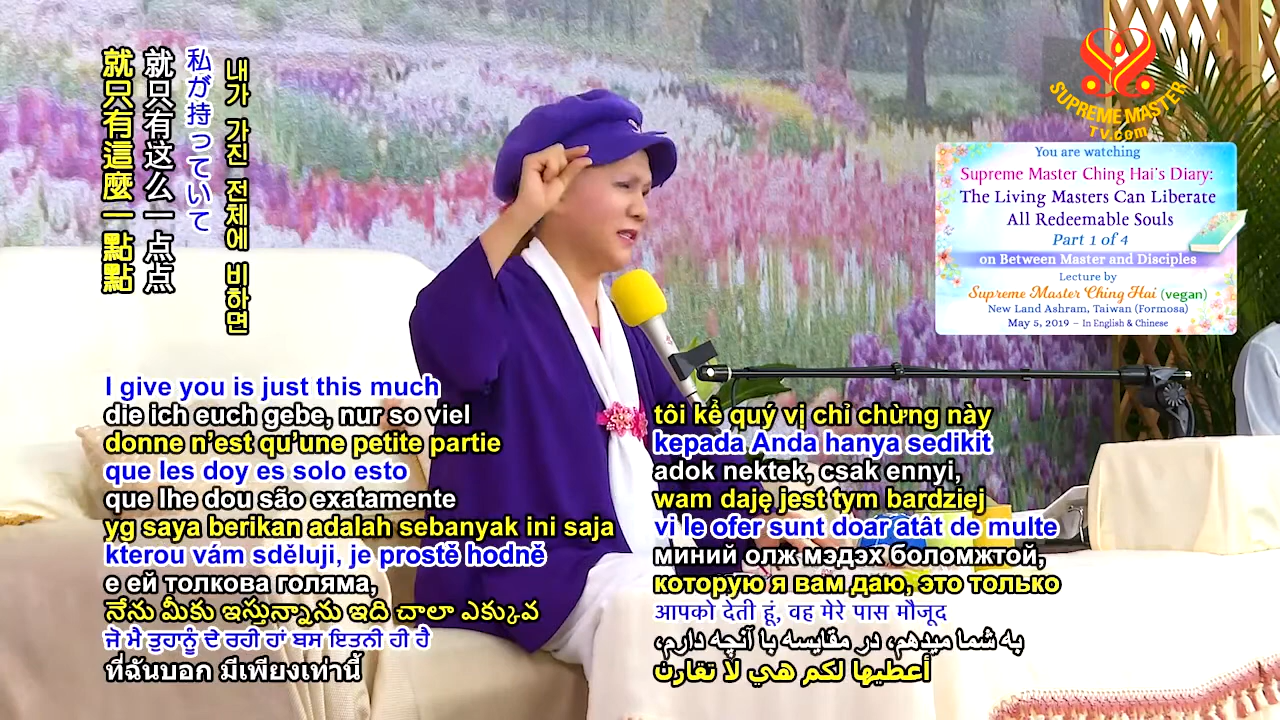 就只有這麼一點點
就只有这么一点点
私が持っていて
내가 가진 전체에 비하면
SUPREME MASTER
TV.com
You are watching
Supreme Master Ching Hai's Diary:
The Living Masters Can Liberate
All Redeemable Souls
Part 1 of 4
on Between Master and Disciples
Lecture by
Supreme Master Ching Hai (vegan)
New Land Ashram, Taiwan (Formosa)
May 5, 2019 – In English & Chinese
I give you is just this much
die ich euch gebe, nur so viel
donne n’est qu’une petite partie
que les doy es solo esto
que lhe dou são exatamente
yg saya berikan adalah sebanyak ini saja
kterou vám sděluji, je prostě hodně
е ей толкова голяма,
నేను మీకు ఇస్తున్నాను ఇది చాలా ఎక్కువ
ਜੋ ਮੈ ਤੁਹਾਨੂੰ ਦੇ ਰਹੀ ਹਾਂ ਬਸ ਇਤਨੀ ਹੀ ਹੈ
ที่ฉันบอก มีเพียงเท่านี้
tôi kể quý vị chỉ chừng này
kepada Anda hanya sedikit
adok nektek, csak ennyi,
wam daję jest tym bardziej
vi le ofer sunt doar atât de multe
миний олж мэдэх боломжтой,
которую я вам даю, это только
आपको देती हूं, वह मेरे पास मौजूद
به شما میدهم، در مقایسه با آنچه دارم،
أعطيها لكم هي لا تقارن